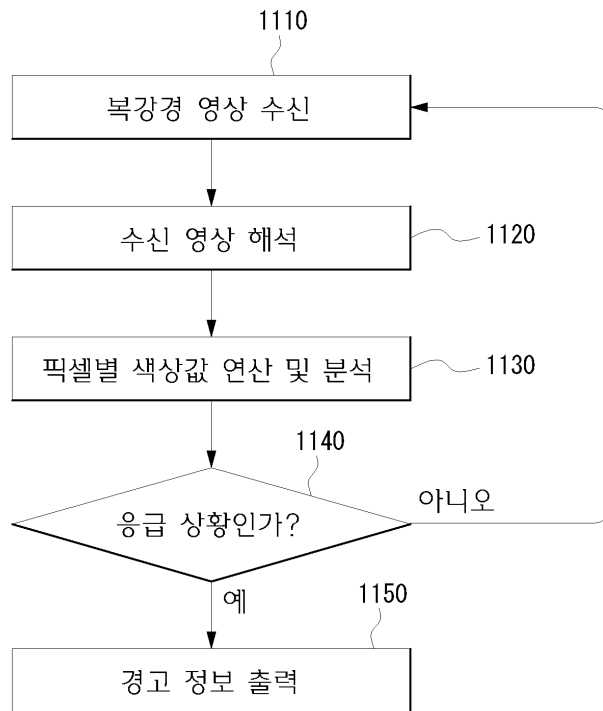 1110
복강경 영상 수신
수신 영상 해석
1120
픽셀별 색상값 연산 및 분석
1130
1140
응급 상황인가?
아니오
예
1150
경고 정보 출력